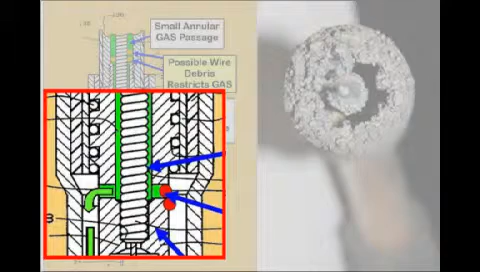 Small Annular
GAS Passage
Possible Wire
Debris
Restricts GAS